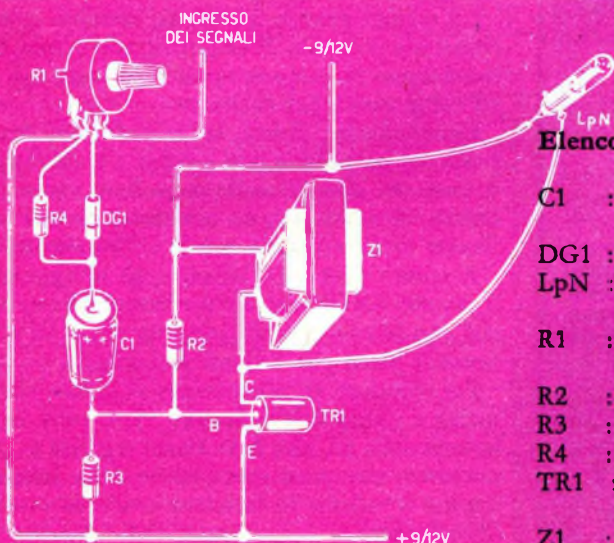 INGRESSO
DEI SEGNALI
-9/12V
R1
LpN
Elenco
C1 :
R4
DG1
Z1
DG1 :
LpN :
C1
R2
R1 :
C
TR1
B
R2 :
E
R3 :
R3
R4 :
TR1 :
+9/12V
Z1 :